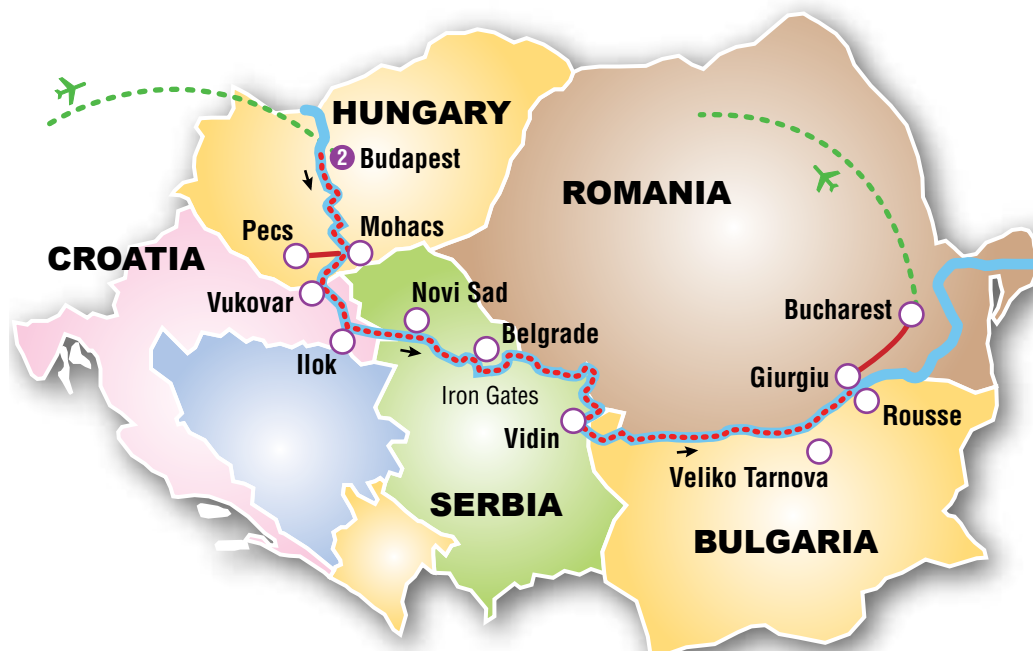 HUNGARY
2 Budapest
ROMANIA
Pecs
Mohacs
CROATIA
Vukovar
Novi Sad
Bucharest
Belgrade
Ilok
Giurgiu
Iron Gates
Rousse
Vidin
Veliko Tarnova
SERBIA
BULGARIA